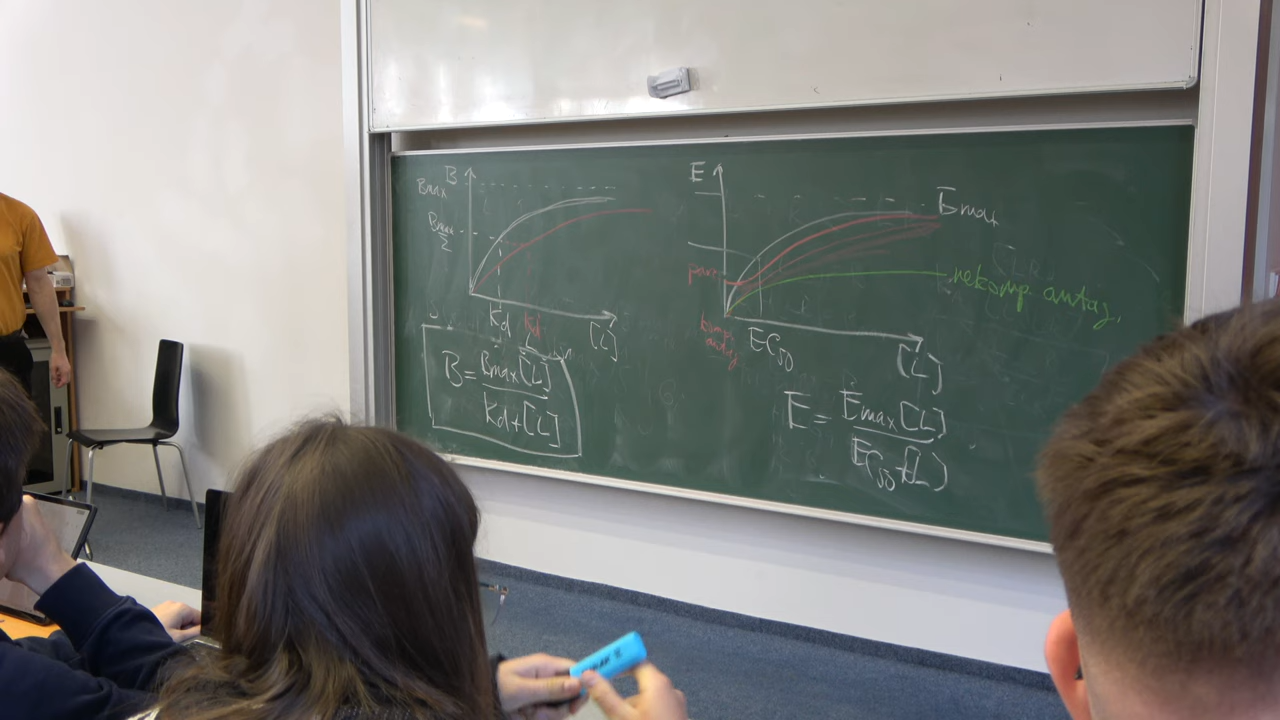 B
Bmax
Bmax
2
Kd Kd
[L]
B = Bmax[L]
Kd+[L]
E
Emax
parc
nekomp antag.
komp
antag
EC50
[L]
E = Emax[L]
EC50+[L]